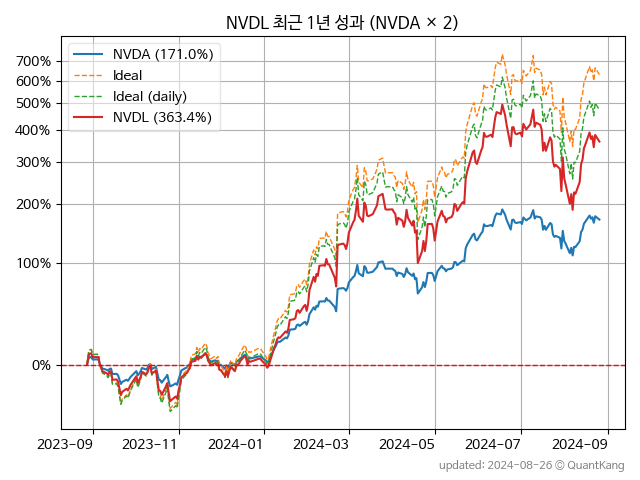 NVDL 최근 1년 성과 (NVDA × 2)
NVDA (171.0%)
Ideal
Ideal (daily)
NVDL (363.4%)
700%
600%
500%
400%
300%
200%
100%
0%
2023-09 2023-11 2024-01 2024-03 2024-05 2024-07 2024-09
updated: 2024-08-26 © QuantKang